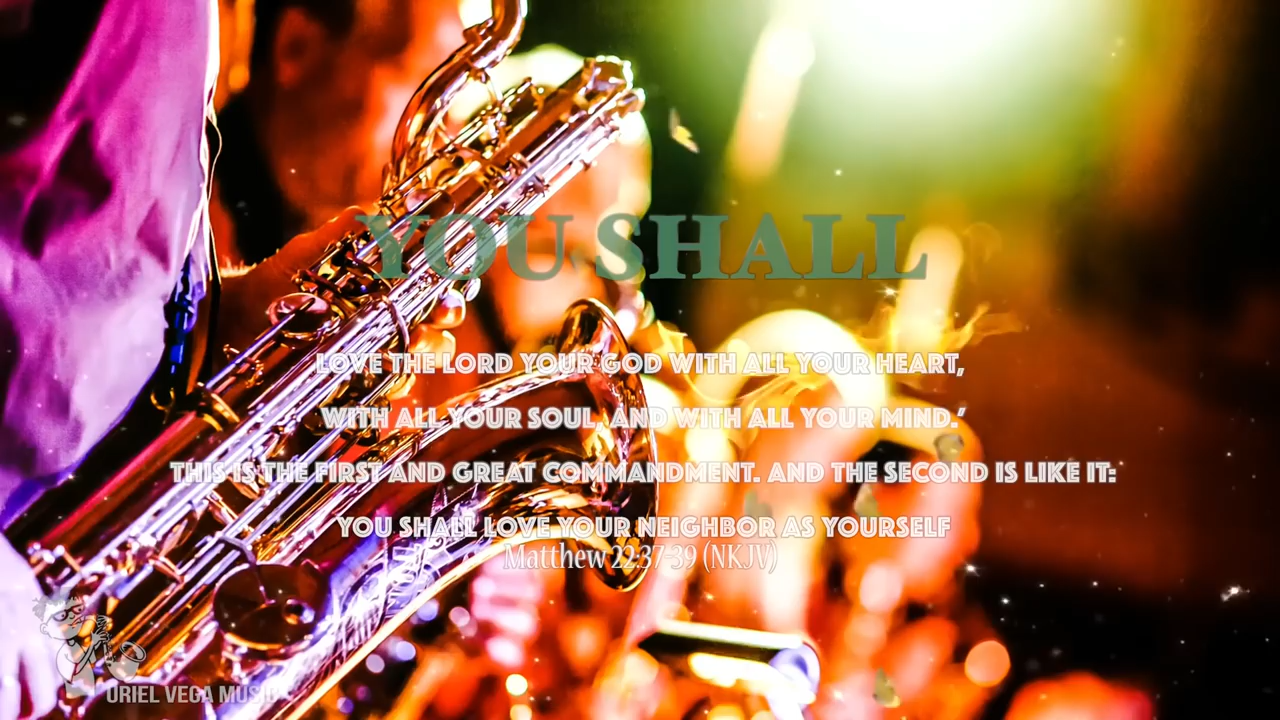 YOU SHALL
LOVE THE LORD YOUR GOD WITH ALL YOUR HEART,
WITH ALL YOUR SOUL, AND WITH ALL YOUR MIND.’
THIS IS THE FIRST AND GREAT COMMANDMENT. AND THE SECOND IS LIKE IT:
YOU SHALL LOVE YOUR NEIGHBOR AS YOURSELF
Matthew 22:37-39 (NKJV)
ORIEL VEGA MUSIC